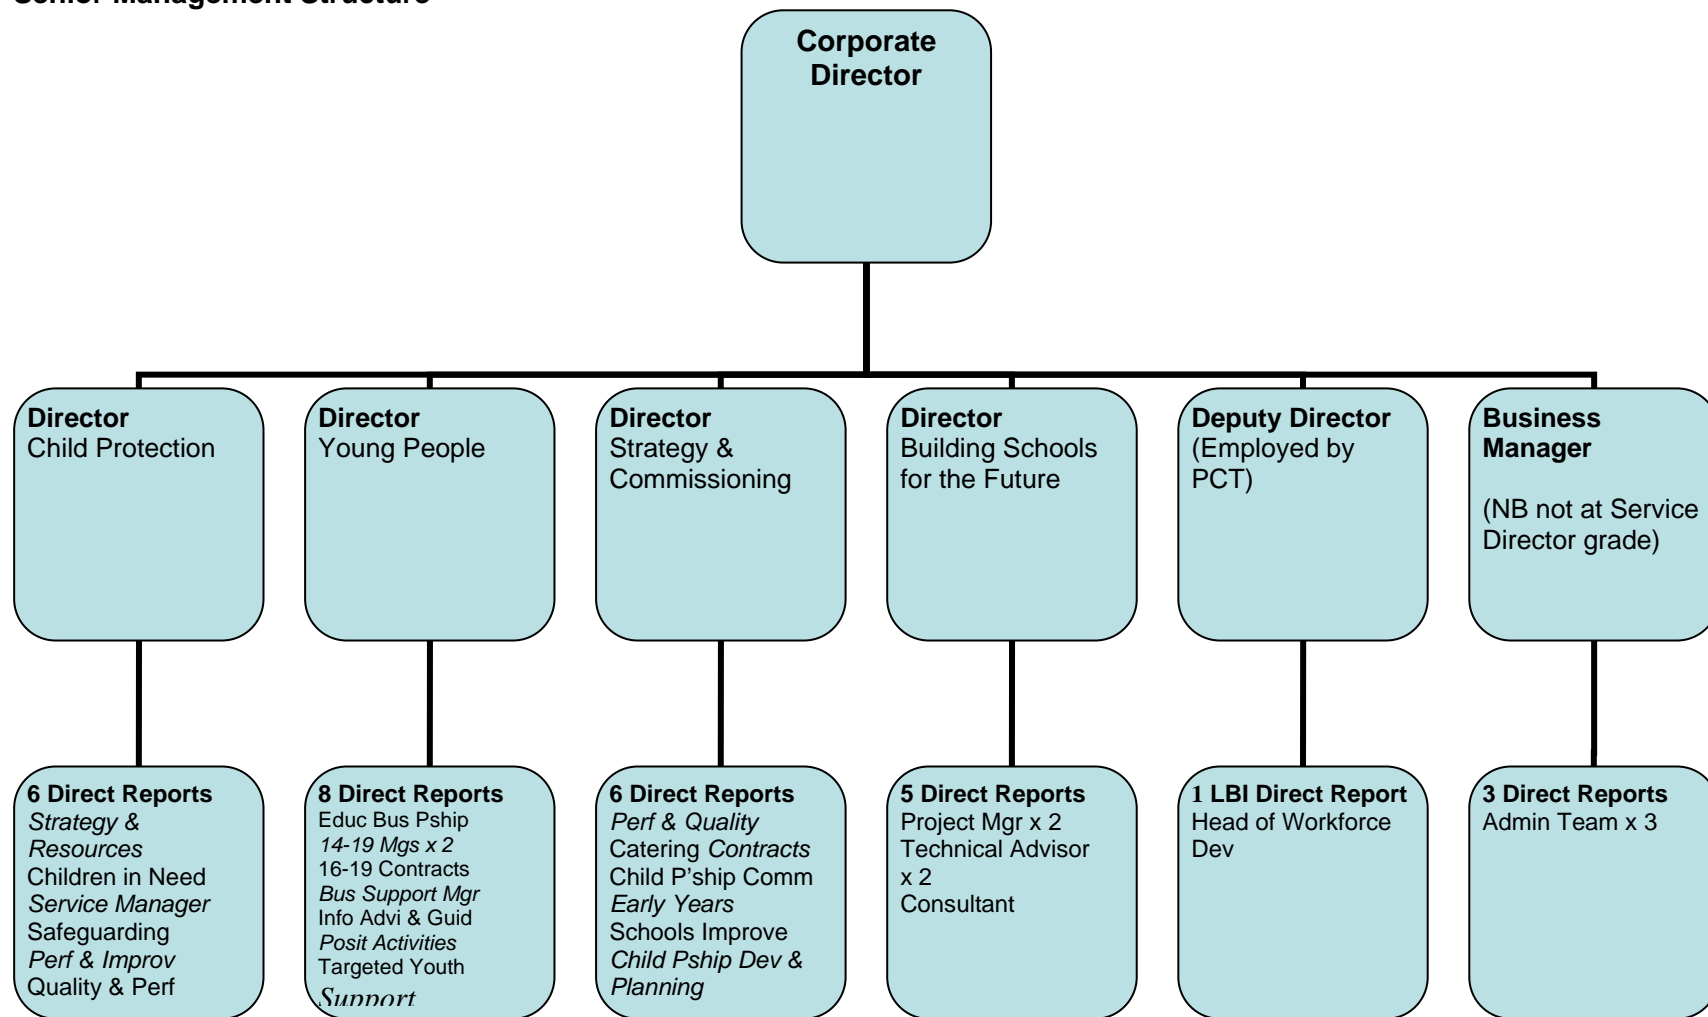 Senior Management Structure
Corporate
Director
Director
Child Protection
Director
Young People
Director
Strategy &
Commissioning
Director
Building Schools
for the Future
Deputy Director
(Employed by
PCT)
Business
Manager
(NB not at Service
Director grade)
6 Direct Reports
Strategy &
Resources
Children in Need
Service Manager
Safeguarding
Perf & Improv
Quality & Perf
8 Direct Reports
Educ Bus Pship
14-19 Mgs x 2
16-19 Contracts
Bus Support Mgr
Info Advi & Guid
Posit Activities
Targeted Youth
Support
6 Direct Reports
Perf & Quality
Catering Contracts
Child P'ship Comm
Early Years
Schools Improve
Child Pship Dev &
Planning
5 Direct Reports
Project Mgr x 2
Technical Advisor
x 2
Consultant
1 LBI Direct Report
Head of Workforce
Dev
3 Direct Reports
Admin Team x 3